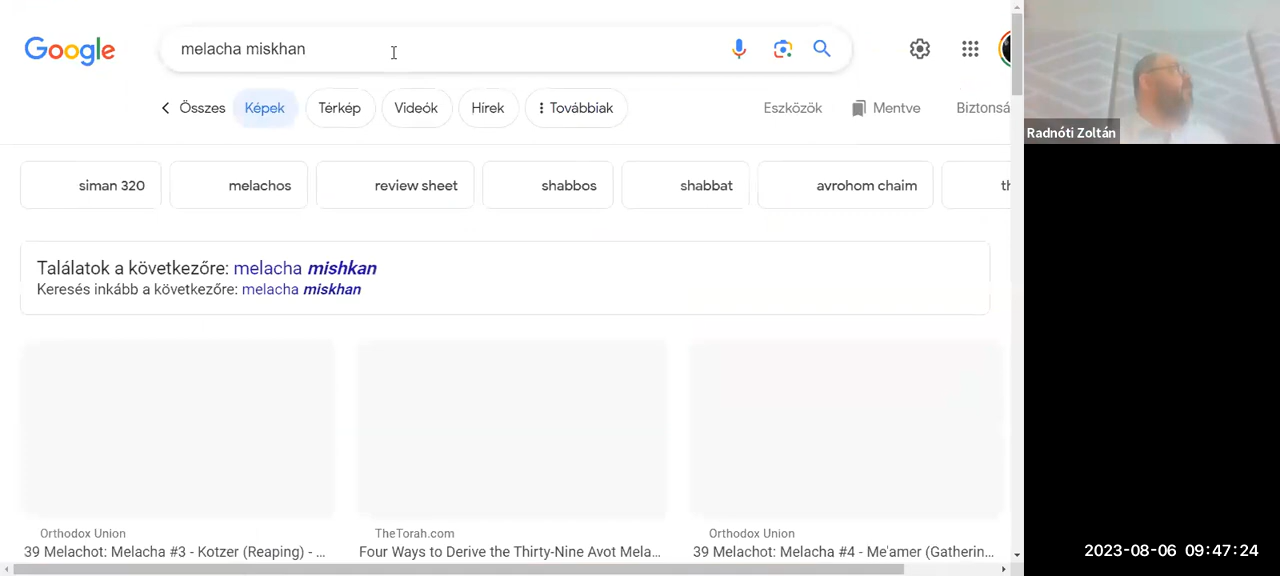 Google
melacha miskhan
Összes Képek Térkép Videók Hírek Továbbiak Eszközök Mentve Biztonsá
siman 320 melachos review sheet shabbos shabbat avrohom chaim th
Találatok a következőre: melacha mishkan
Keresés inkább a következőre: melacha miskhan
Orthodox Union TheTorah.com Orthodox Union
39 Melachot: Melacha #3 - Kotzer (Reaping) - ... Four Ways to Derive the Thirty-Nine Avot Mela... 39 Melachot: Melacha #4 - Me'amer (Gatherin...
Radnóti Zoltán
2023-08-06 09:47:24